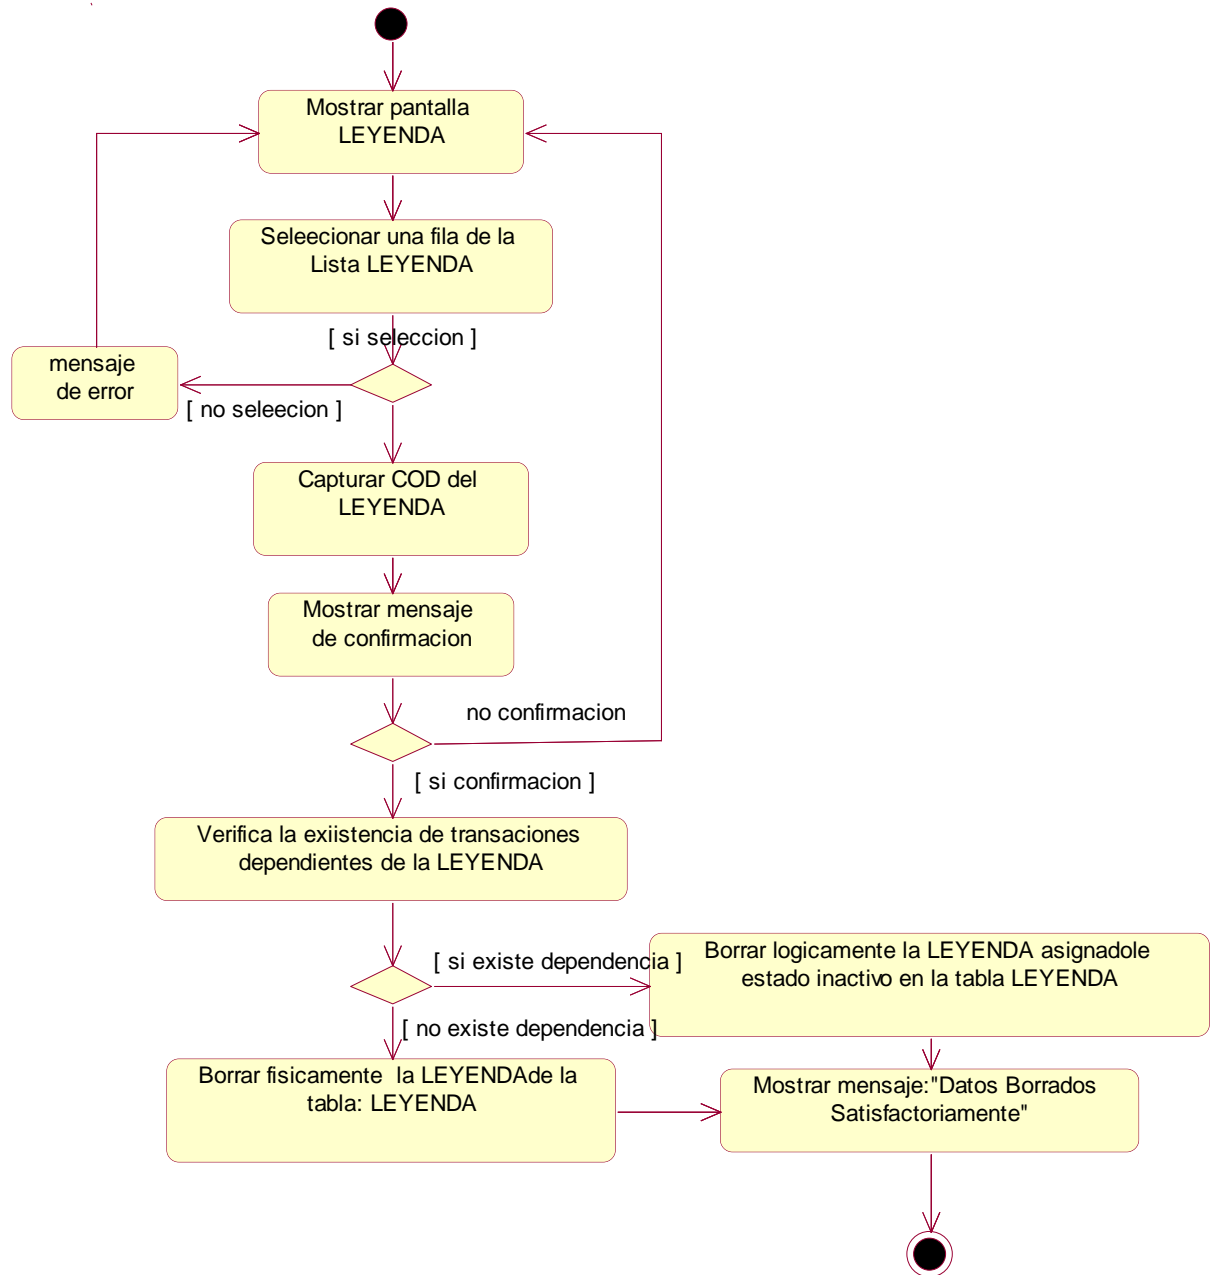 Mostrar pantalla
LEYENDA
Seleecionar una fila de la
Lista LEYENDA
[ si seleccion ]
mensaje
de error
[ no seleecion ]
Capturar COD del
LEYENDA
Mostrar mensaje
de confirmacion
no confirmacion
[ si confirmacion ]
Verifica la exiistencia de transaciones
dependientes de la LEYENDA
[ si existe dependencia ]
Borrar logicamente la LEYENDA asignadole
estado inactivo en la tabla LEYENDA
[ no existe dependencia ]
Borrar fisicamente  la LEYENDAde la
tabla: LEYENDA
Mostrar mensaje:"Datos Borrados
Satisfactoriamente"